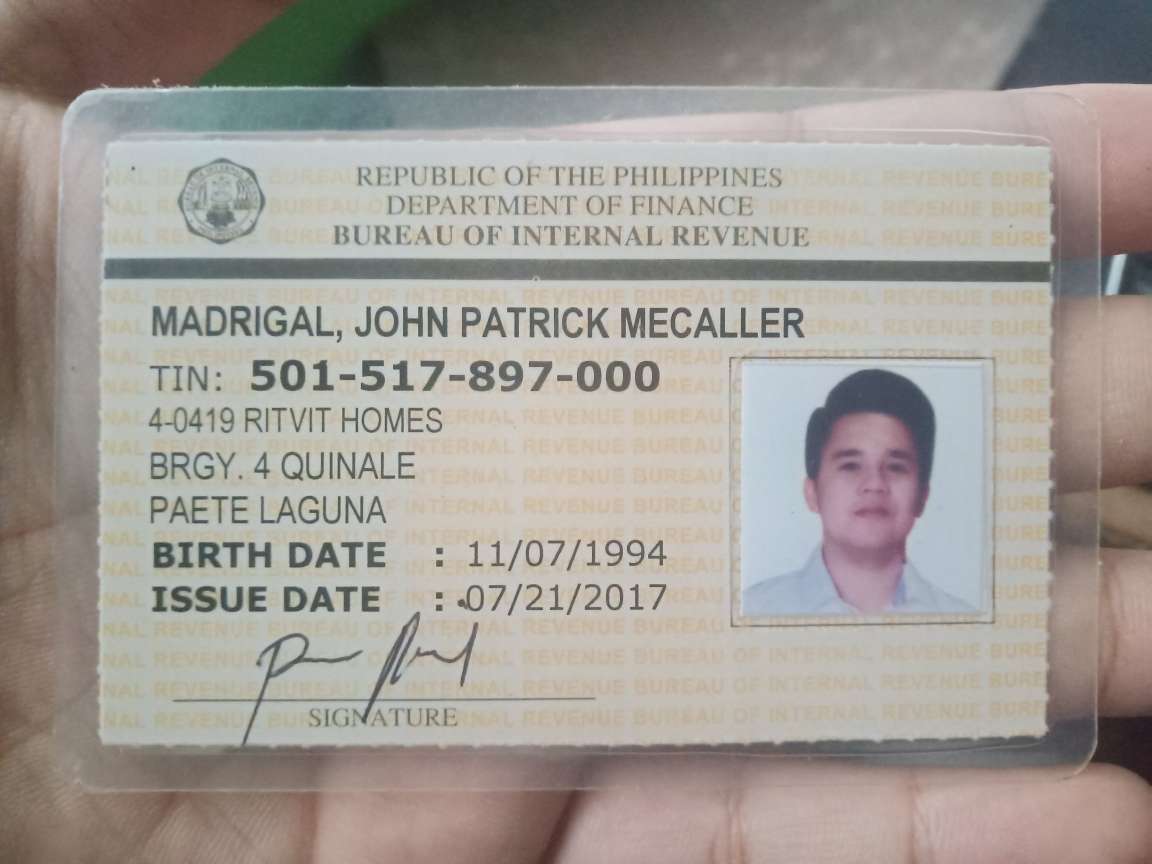 REPUBLIC OF THE PHILIPPINES
DEPARTMENT OF FINANCE
BUREAU OF INTERNAL REVENUE
MADRIGAL, JOHN PATRICK MECALLER
TIN: 501-517-897-000
4-0419 RITVIT HOMES
BRGY. 4 QUINALE
PAETE LAGUNA
BIRTH DATE : 11/07/1994
ISSUE DATE : 07/21/2017
SIGNATURE